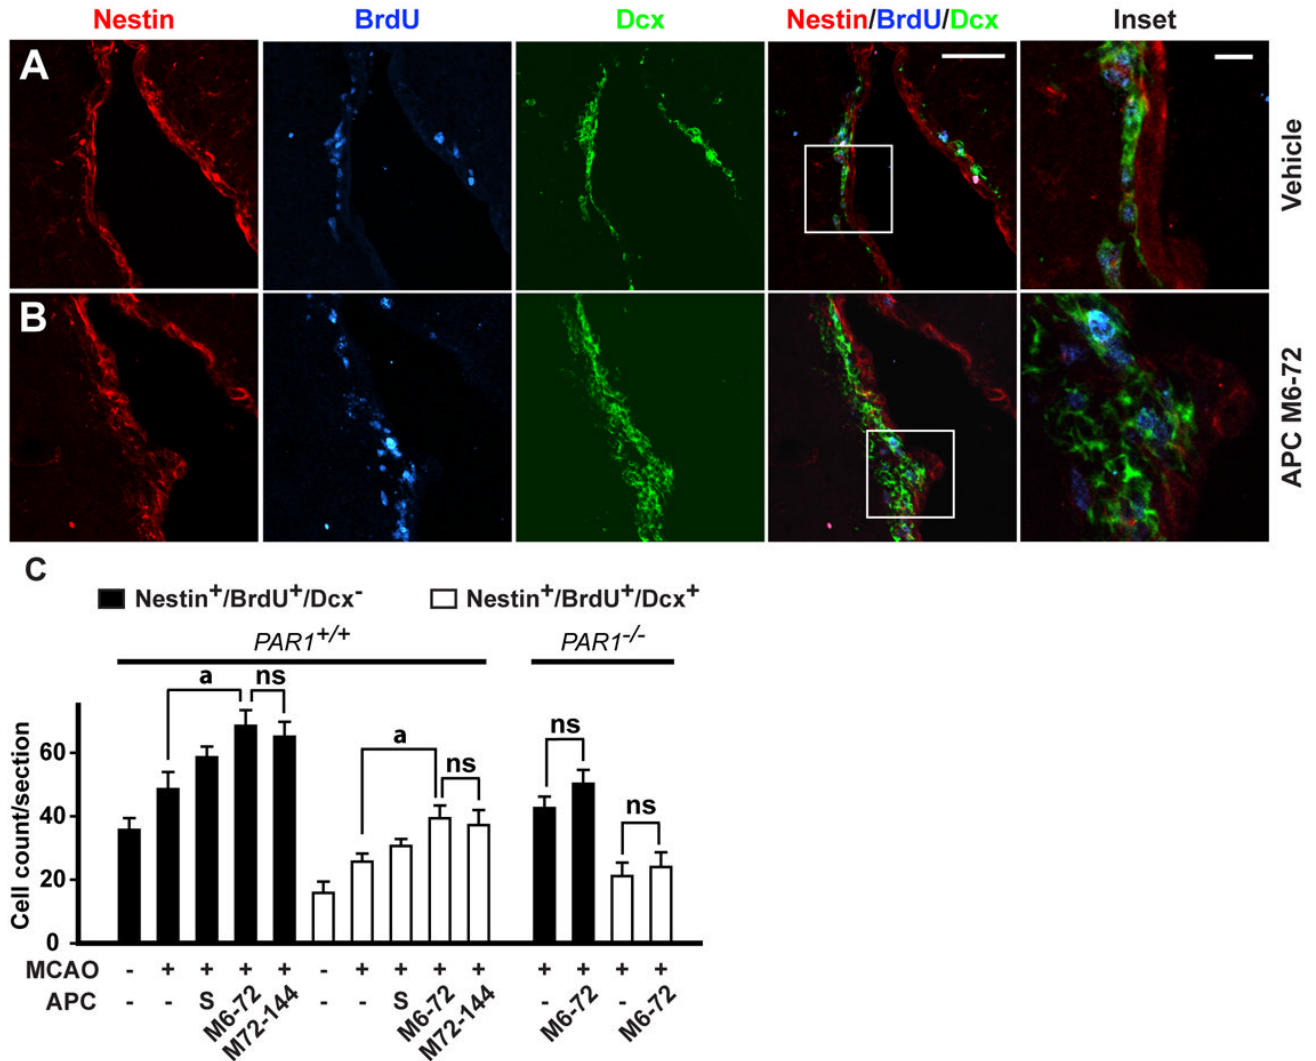 Nestin BrdU Dcx Nestin/BrdU/Dcx Inset
A
Vehicle
B
APC M6-72
C
Nestin+/BrdU+/Dcx- Nestin+/BrdU+/Dcx+
PAR1+/+ PAR1-/-
a ns
a ns
ns
ns
Cell count/section
60
40
20
0
MCAO - + + + + - + + + + + + + +
APC - - S M6-72 M72-144 - - S M6-72 M72-144 - M6-72 - M6-72